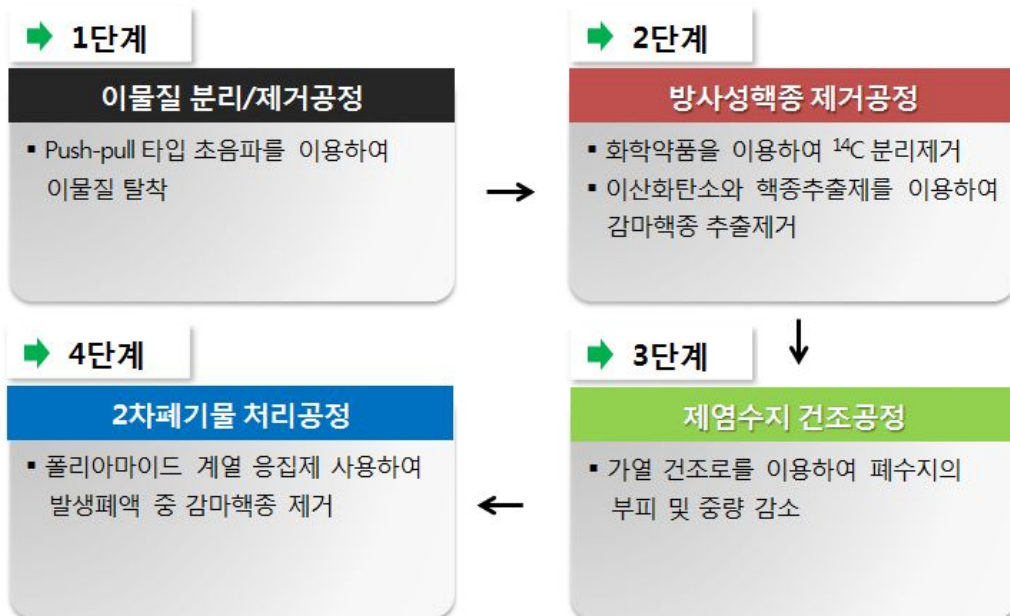 1단계
이물질 분리/제거공정
▪ Push-pull 타입 초음파를 이용하여
이물질 탈착
2단계
방사성핵종 제거공정
▪ 화학약품을 이용하여 ¹⁴C 분리제거
▪ 이산화탄소와 핵종추출제를 이용하여
감마핵종 추출제거
3단계
제염수지 건조공정
▪ 가열 건조로를 이용하여 폐수지의
부피 및 중량 감소
4단계
2차폐기물 처리공정
▪ 폴리아마이드 계열 응집제 사용하여
발생폐액 중 감마핵종 제거